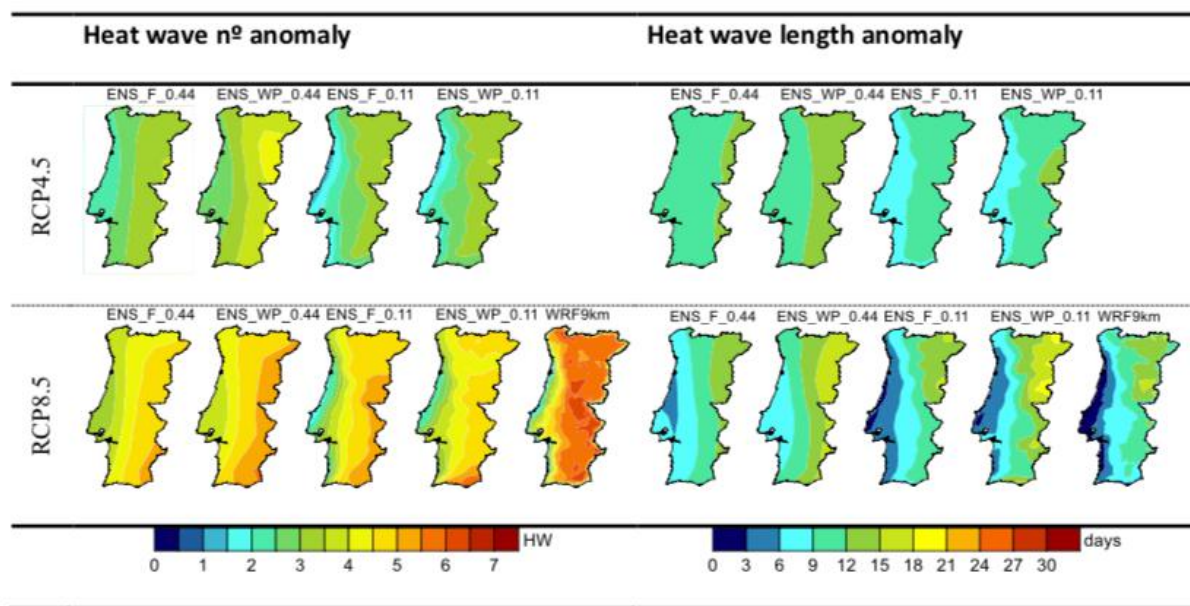 Heat wave nº anomaly Heat wave length anomaly
ENS_F_0.44 ENS_WP_0.44 ENS_F_0.11 ENS_WP_0.11 ENS_F_0.44 ENS_WP_0.44 ENS_F_0.11 ENS_WP_0.11
RCP4.5
ENS_F_0.44 ENS_WP_0.44 ENS_F_0.11 ENS_WP_0.11 WRF9km ENS_F_0.44 ENS_WP_0.44 ENS_F_0.11 ENS_WP_0.11 WRF9km
RCP8.5
HW days
0 1 2 3 4 5 6 7 0 3 6 9 12 15 18 21 24 27 30